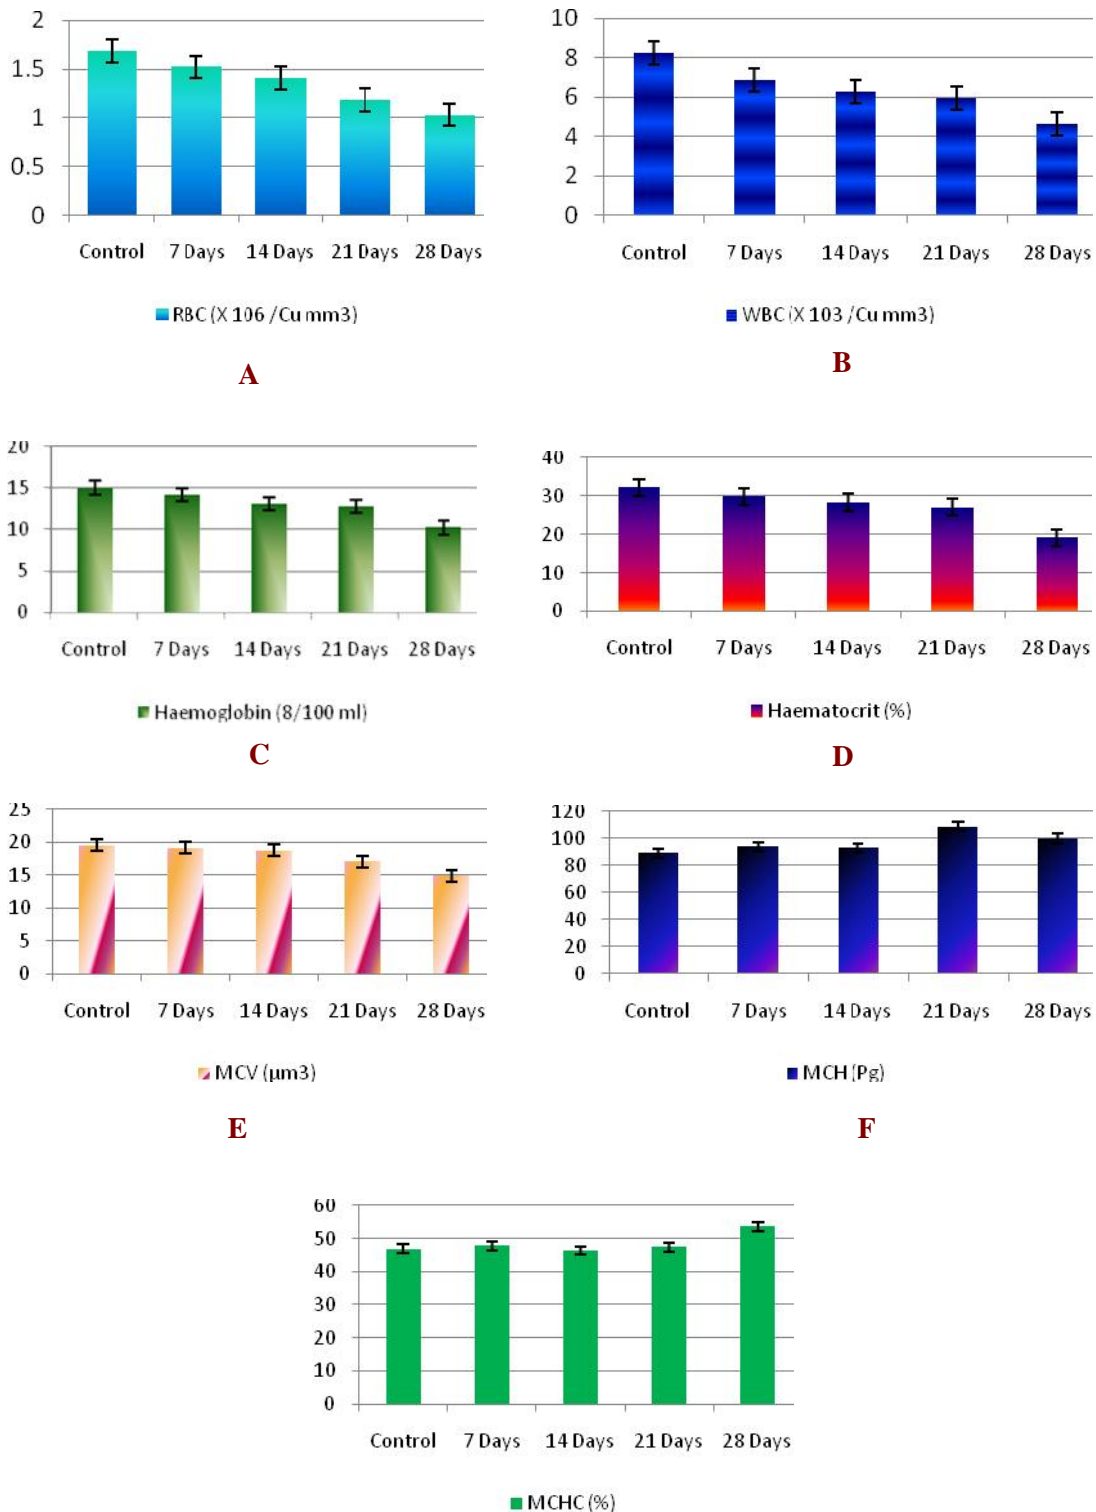 2
1.5
1
0.5
0
Control 7 Days 14 Days 21 Days 28 Days
RBC (X 106 /Cu mm3)
A
10
8
6
4
2
0
Control 7 Days 14 Days 21 Days 28 Days
WBC (X 103 /Cu mm3)
B
20
15
10
5
0
Control 7 Days 14 Days 21 Days 28 Days
Haemoglobin (8/100 ml)
C
40
30
20
10
0
Control 7 Days 14 Days 21 Days 28 Days
Haematocrit (%)
D
25
20
15
10
5
0
Control 7 Days 14 Days 21 Days 28 Days
MCV (µm3)
E
120
100
80
60
40
20
0
Control 7 Days 14 Days 21 Days 28 Days
MCH (Pg)
F
60
50
40
30
20
10
0
Control 7 Days 14 Days 21 Days 28 Days
MCHC (%)